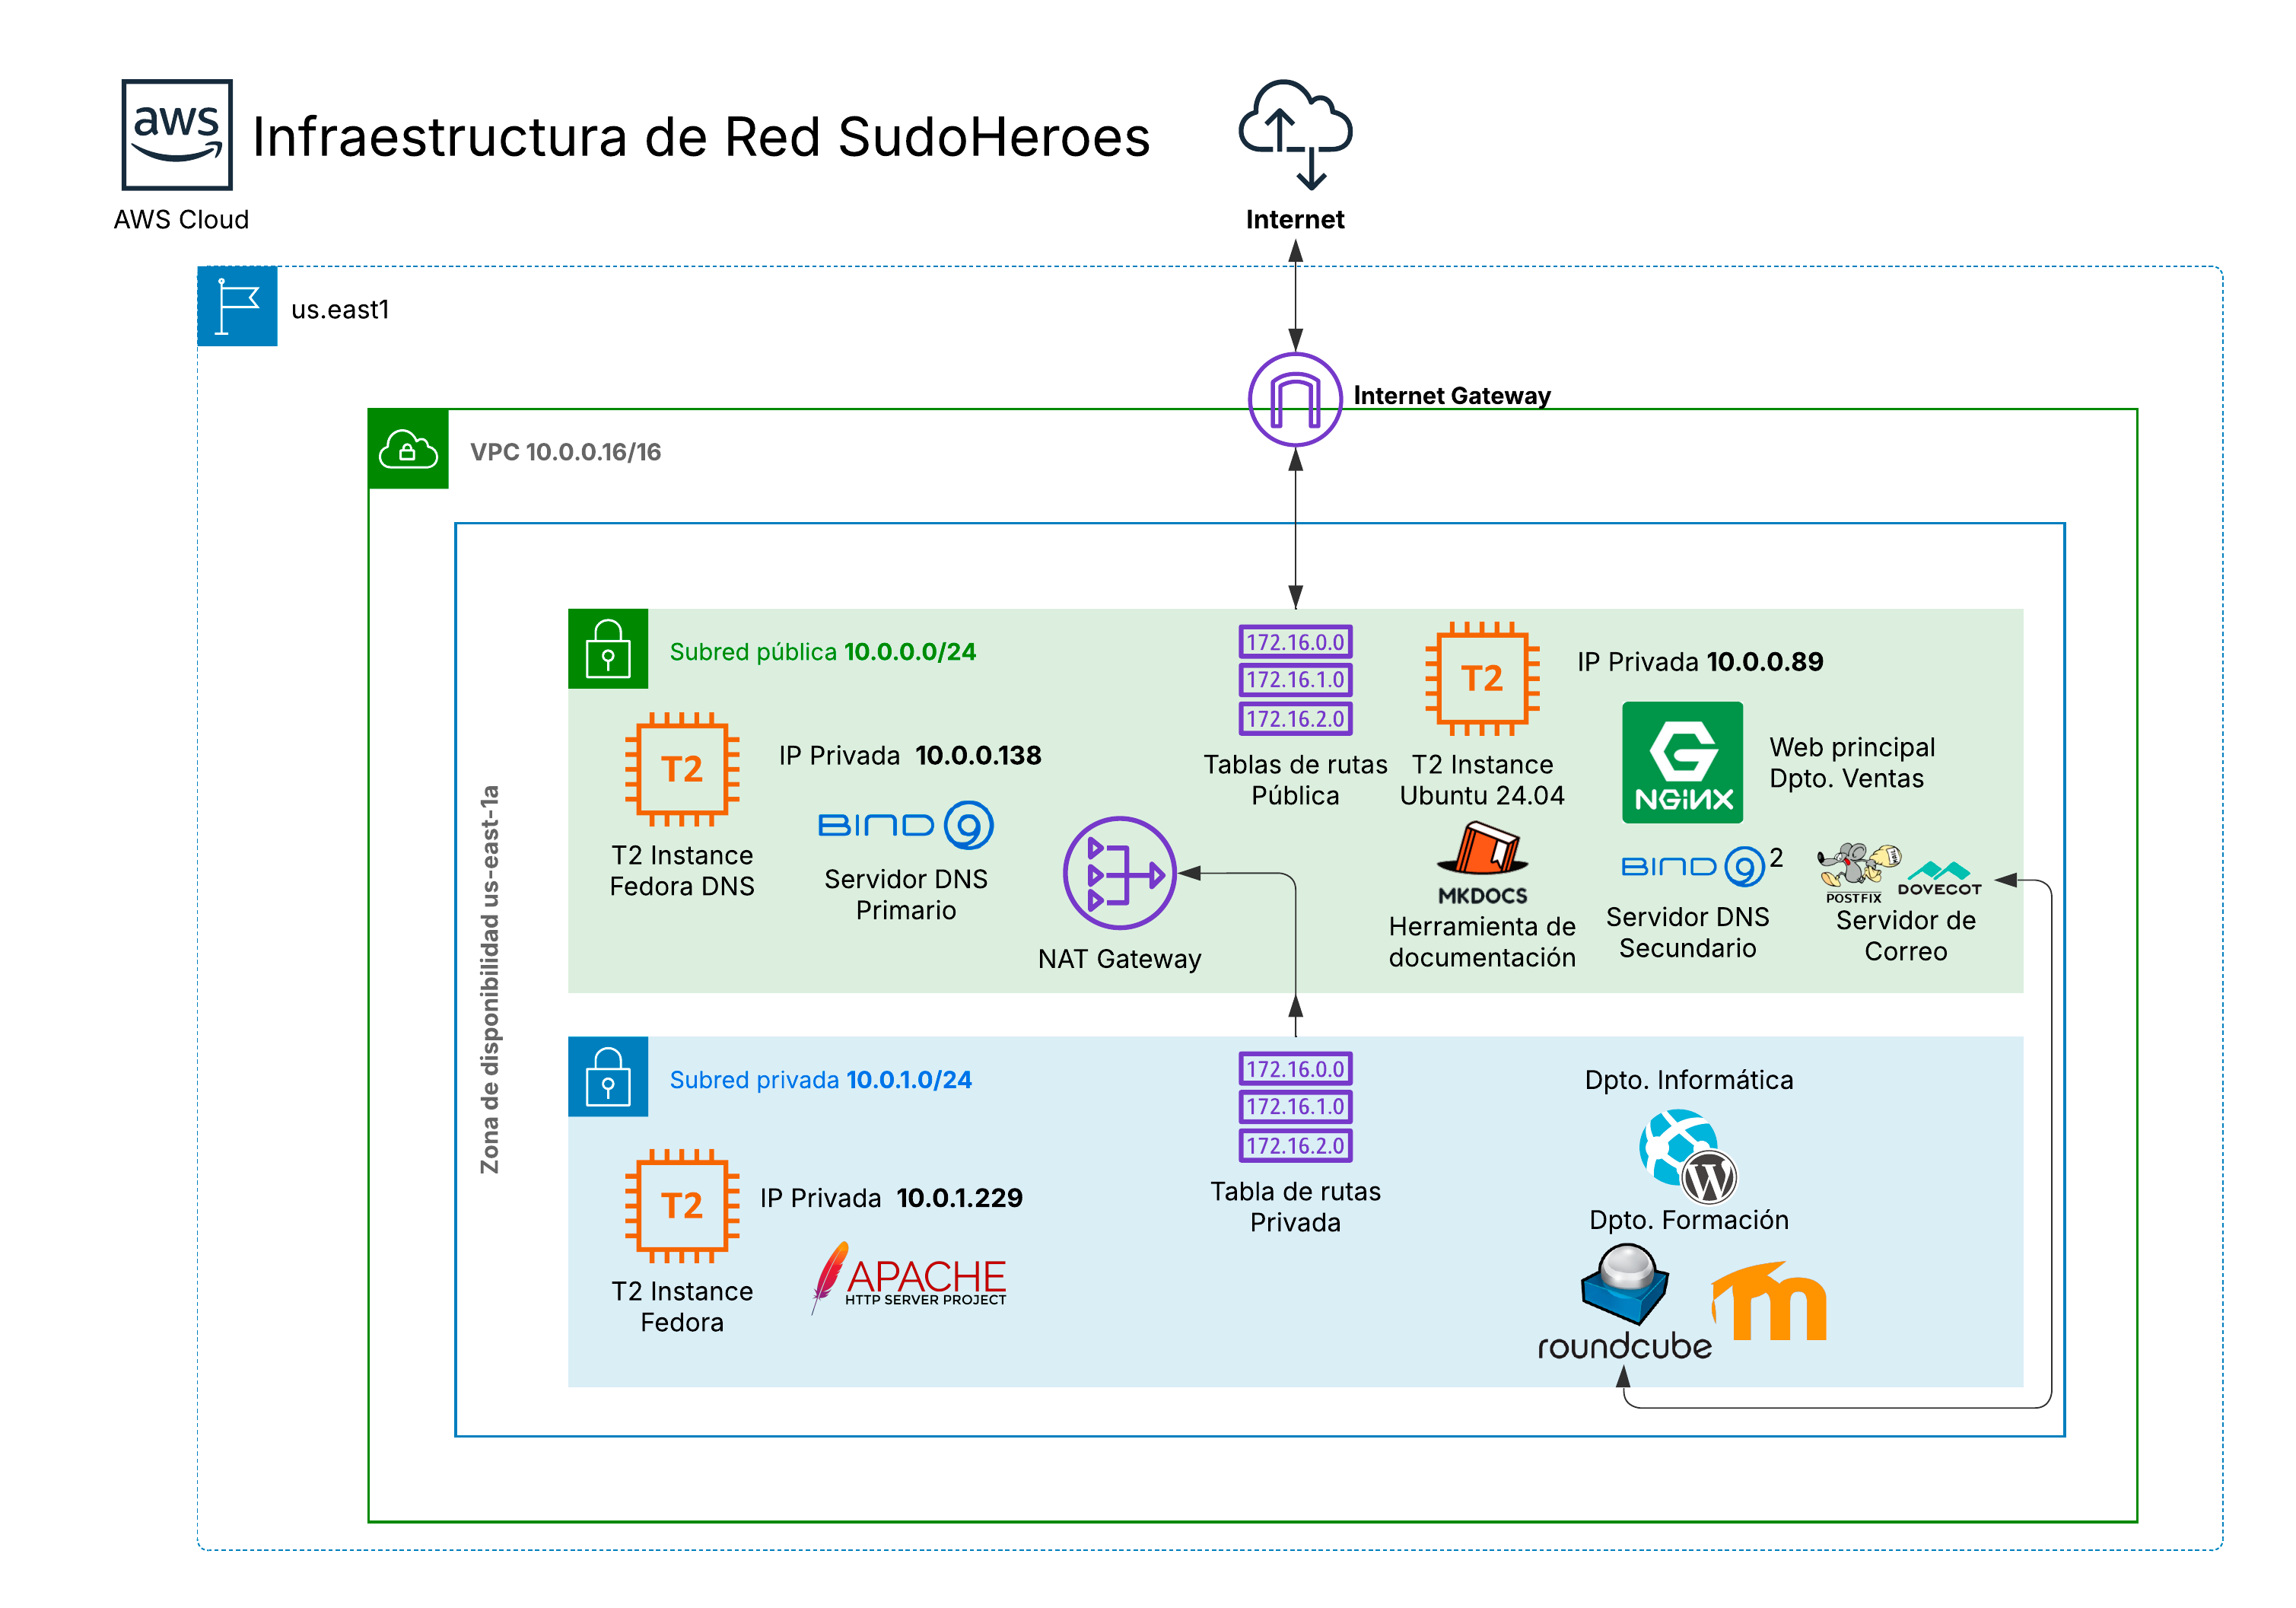 aws
Infraestructura de Red SudoHeroes
AWS Cloud
Internet
us.east1
Internet Gateway
VPC 10.0.0.16/16
Zona de disponibilidad us-east-1a
Subred pública 10.0.0.0/24
172.16.0.0
172.16.1.0
172.16.2.0
Tablas de rutas
Pública
T2
T2 Instance
Fedora DNS
IP Privada 10.0.0.138
BIND 9
Servidor DNS
Primario
NAT Gateway
T2
T2 Instance
Ubuntu 24.04
IP Privada 10.0.0.89
NGINX
Web principal
Dpto. Ventas
MKDOCS
Herramienta de
documentación
BIND 9 2
Servidor DNS
Secundario
POSTFIX
DOVECOT
Servidor de
Correo
Subred privada 10.0.1.0/24
172.16.0.0
172.16.1.0
172.16.2.0
Tabla de rutas
Privada
T2
T2 Instance
Fedora
IP Privada 10.0.1.229
APACHE
HTTP SERVER PROJECT
Dpto. Informática
W
Dpto. Formación
roundcube
m